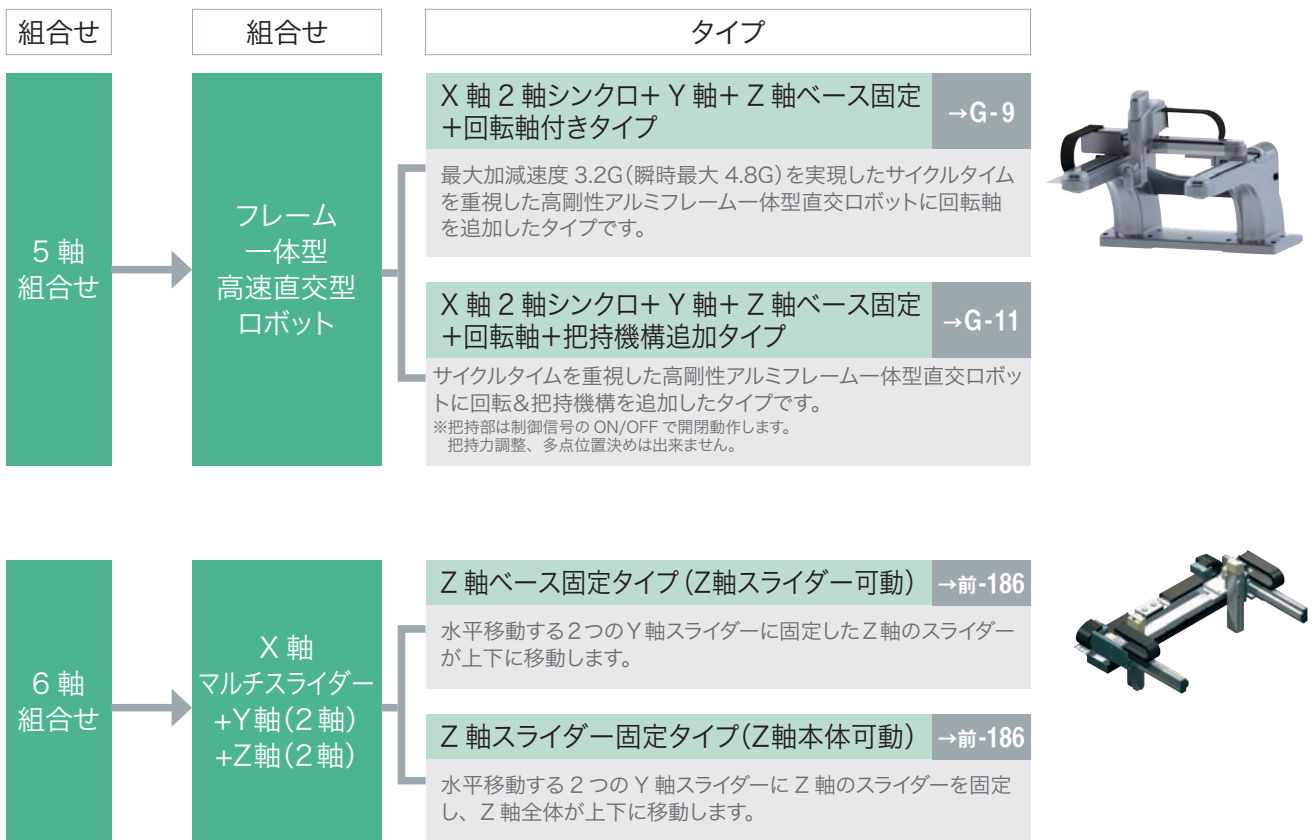 組合せ
組合せ
タイプ
5 軸
組合せ
フレーム
一体型
高速直交型
ロボット
X 軸 2 軸シンクロ＋ Y 軸＋ Z 軸ベース固定
＋回転軸付きタイプ
→G-9
最大加減速度 3.2G（瞬時最大 4.8G）を実現したサイクルタイム
を重視した高剛性アルミフレーム一体型直交ロボットに回転軸
を追加したタイプです。
X 軸 2 軸シンクロ＋ Y 軸＋ Z 軸ベース固定
＋回転軸＋把持機構追加タイプ
→G-11
サイクルタイムを重視した高剛性アルミフレーム一体型直交ロボッ
トに回転＆把持機構を追加したタイプです。
※把持部は制御信号の ON/OFF で開閉動作します。
把持力調整、多点位置決めは出来ません。
6 軸
組合せ
X 軸
マルチスライダー
+Y軸（2 軸）
+Z軸（2 軸）
Z 軸ベース固定タイプ（Z軸スライダー可動）
→前-186
水平移動する２つのＹ軸スライダーに固定したＺ軸のスライダー
が上下に移動します。
Z 軸スライダー固定タイプ（Z軸本体可動）
→前-186
水平移動する 2 つの Y 軸スライダーに Z 軸のスライダーを固定
し、Z 軸全体が上下に移動します。